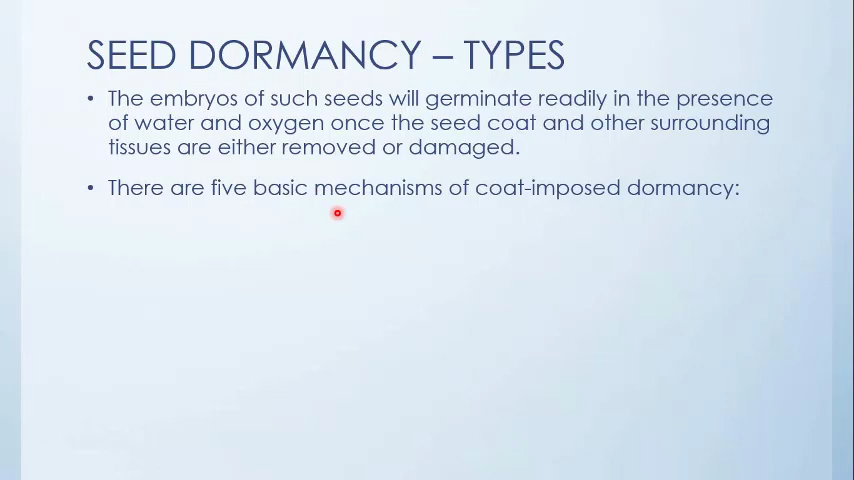 SEED DORMANCY – TYPES
• The embryos of such seeds will germinate readily in the presence
of water and oxygen once the seed coat and other surrounding
tissues are either removed or damaged.
• There are five basic mechanisms of coat-imposed dormancy: